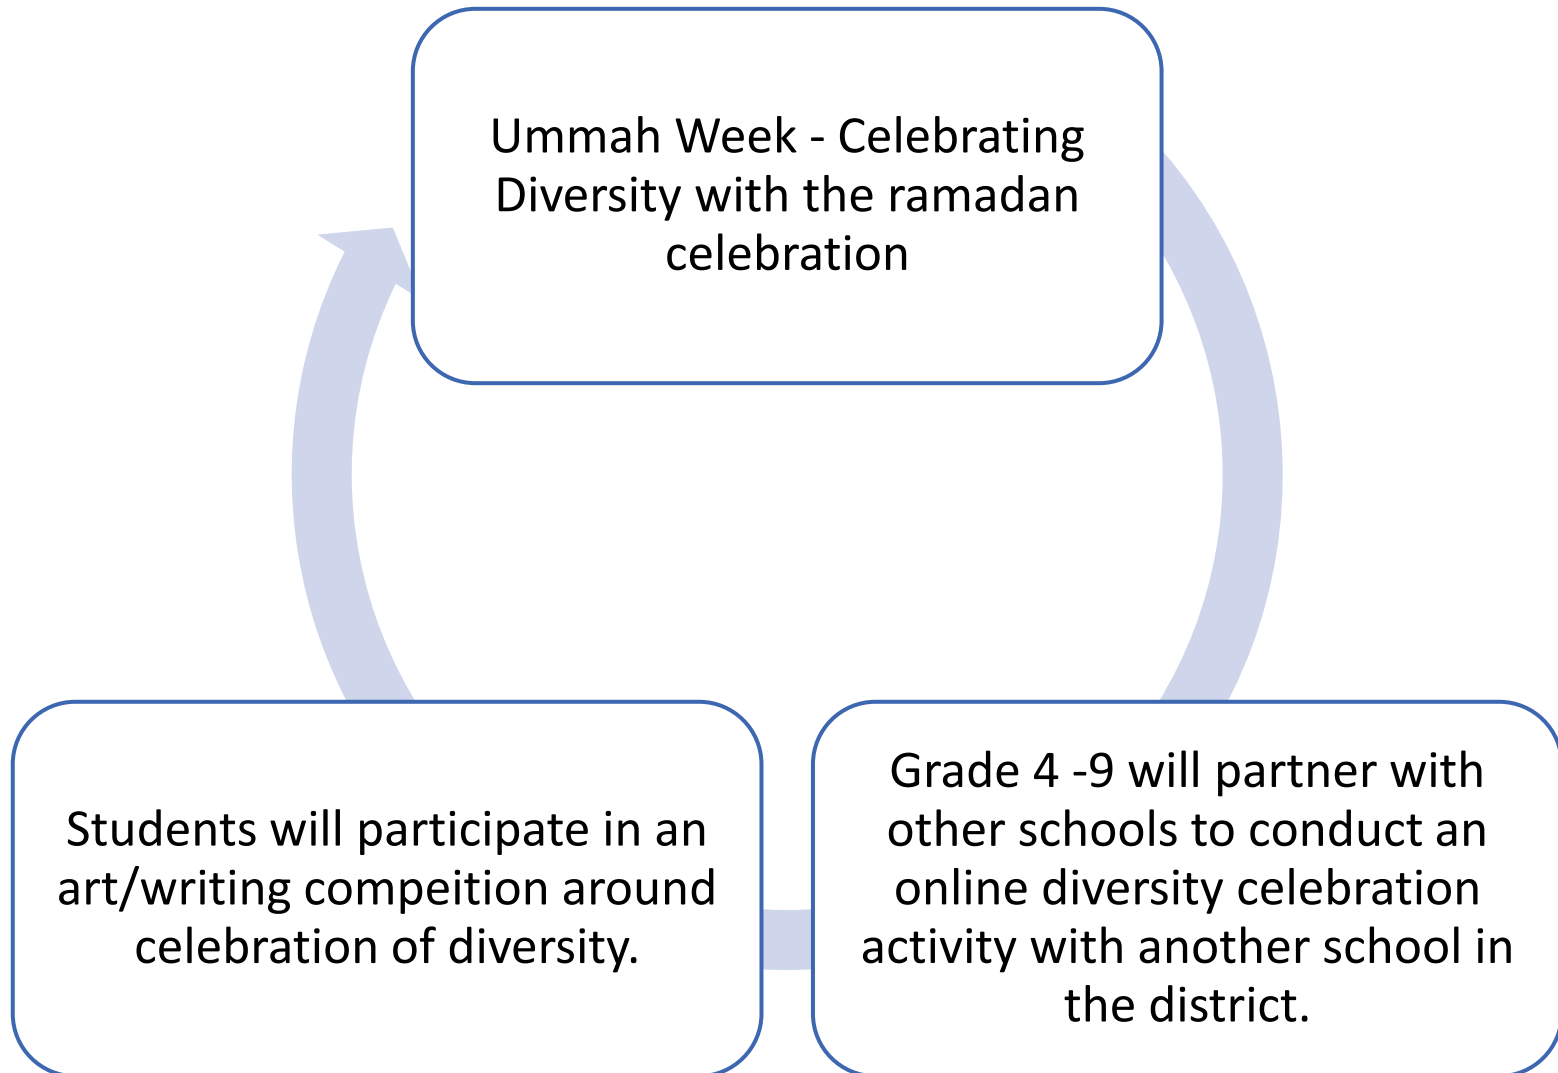 Ummah Week - Celebrating
Diversity with the ramadan
celebration
Grade 4 -9 will partner with
other schools to conduct an
online diversity celebration
activity with another school in
the district.
Students will participate in an
art/writing compeition around
celebration of diversity.